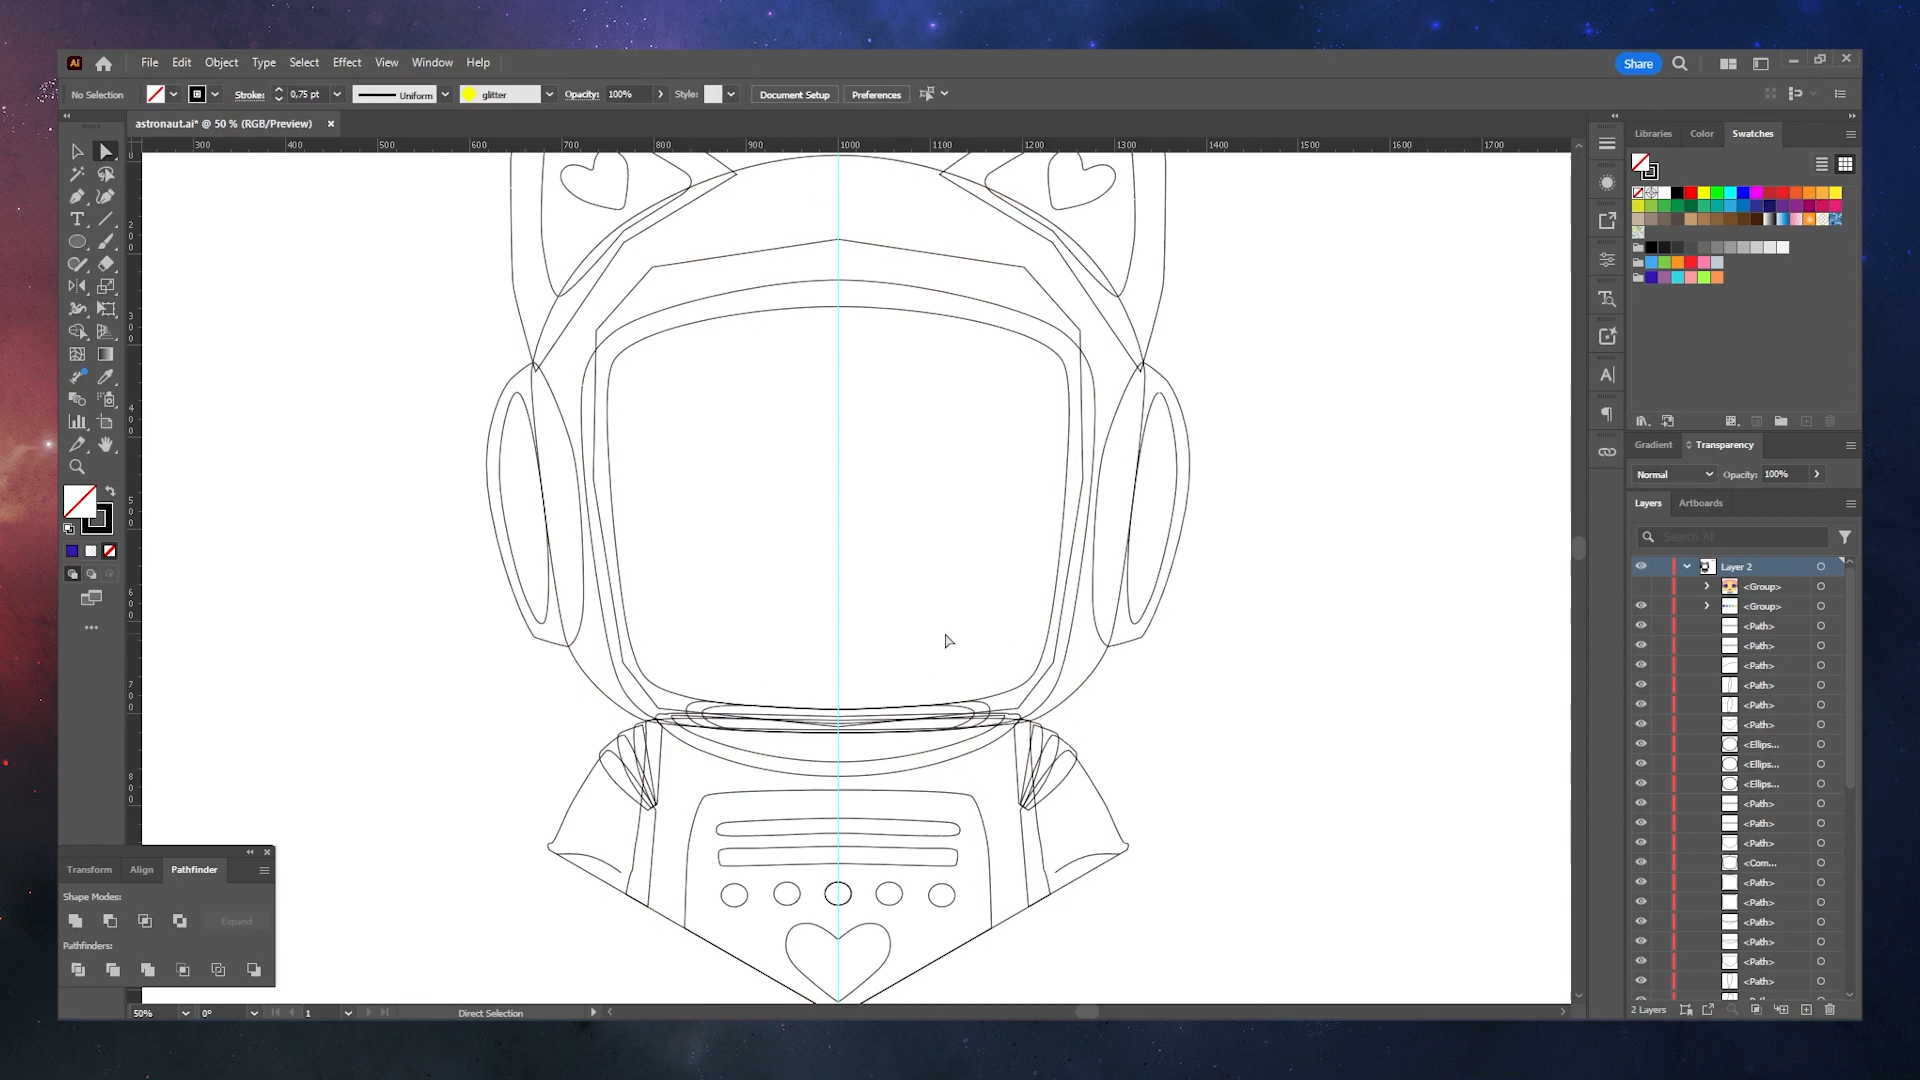 Ai File Edit Object Type Select Effect View Window Help Share
No Selection Stroke: 0,75 pt Uniform glitter Opacity: 100% Style: Document Setup Preferences
astronaut.ai* @ 50 % (RGB/Preview)
300 400 500 600 700 800 900 1000 1100 1200 1300 1400 1500 1600 1700
Libraries Color Swatches
200
300
400
Gradient Transparency
Normal Opacity: 100%
500
Layers Artboards
Search All
Layer 2
<Group>
600
<Group>
<Path>
<Path>
<Path>
700
<Path>
<Path>
<Path>
<Ellips...
<Ellips...
800
<Ellips...
<Path>
<Path>
<Path>
Transform Align Pathfinder
<Com...
<Path>
Shape Modes:
<Path>
Expand
<Path>
Pathfinders:
<Path>
<Path>
<Path>
50% 0° 1 Direct Selection
2 Layers